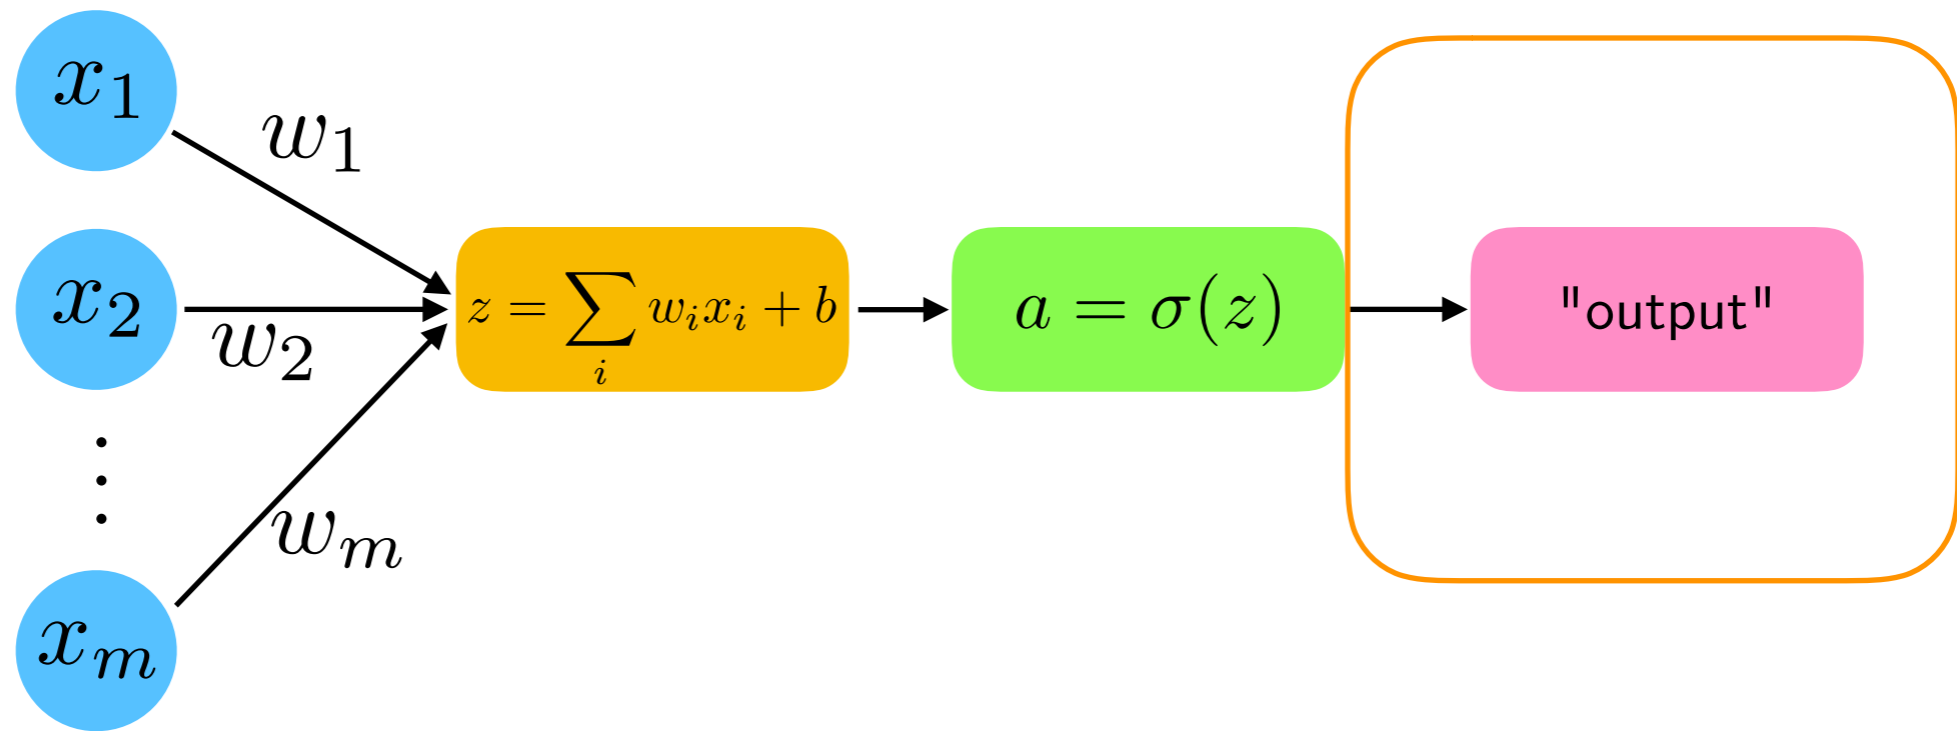 x₁
w₁
x₂
w₂
⋮
xₘ
wₘ
z = ∑ᵢ wᵢxᵢ + b
a = σ(z)
"output"